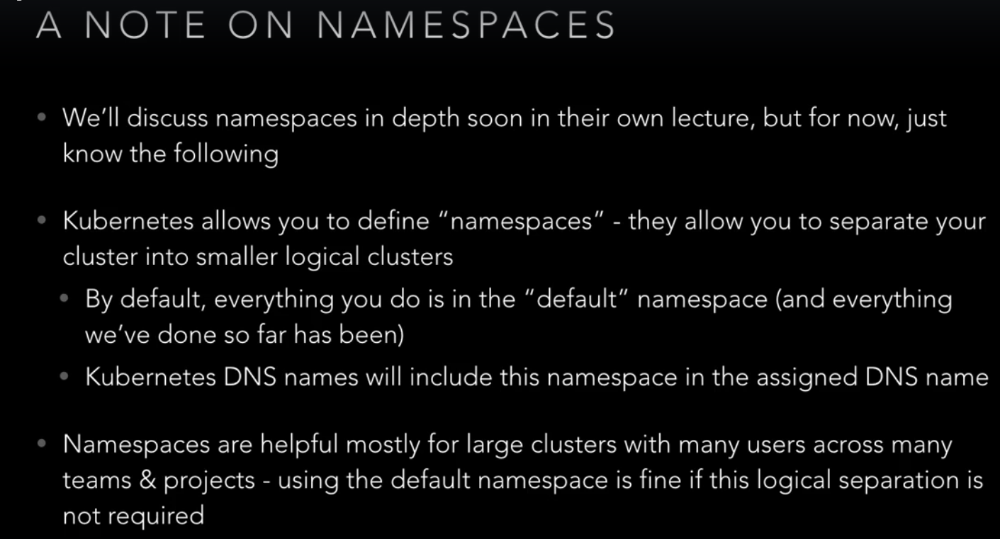 A NOTE ON NAMESPACES
• We’ll discuss namespaces in depth soon in their own lecture, but for now, just
know the following
• Kubernetes allows you to define “namespaces” - they allow you to separate your
cluster into smaller logical clusters
• By default, everything you do is in the “default” namespace (and everything
we’ve done so far has been)
• Kubernetes DNS names will include this namespace in the assigned DNS name
• Namespaces are helpful mostly for large clusters with many users across many
teams & projects - using the default namespace is fine if this logical separation is
not required